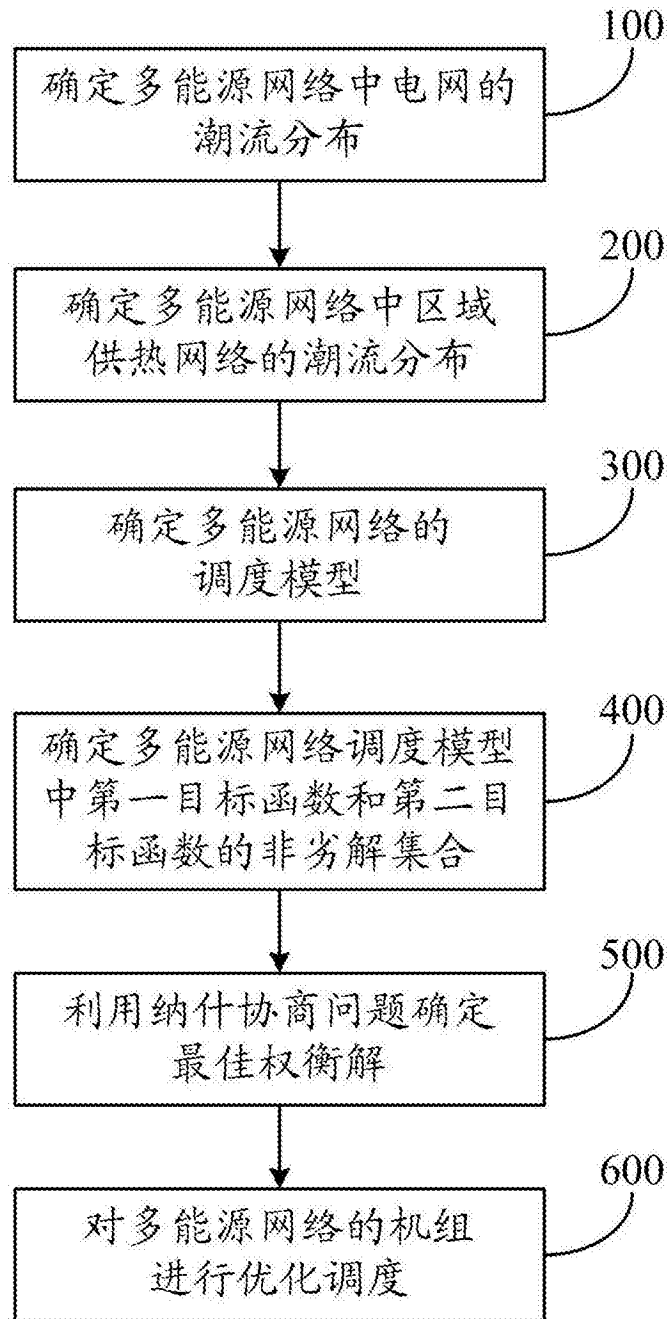 100
确定多能源网络中电网的
潮流分布
200
确定多能源网络中区域
供热网络的潮流分布
300
确定多能源网络的
调度模型
400
确定多能源网络调度模型
中第一目标函数和第二目
标函数的非劣解集合
500
利用纳什协商问题确定
最佳权衡解
600
对多能源网络的机组
进行优化调度